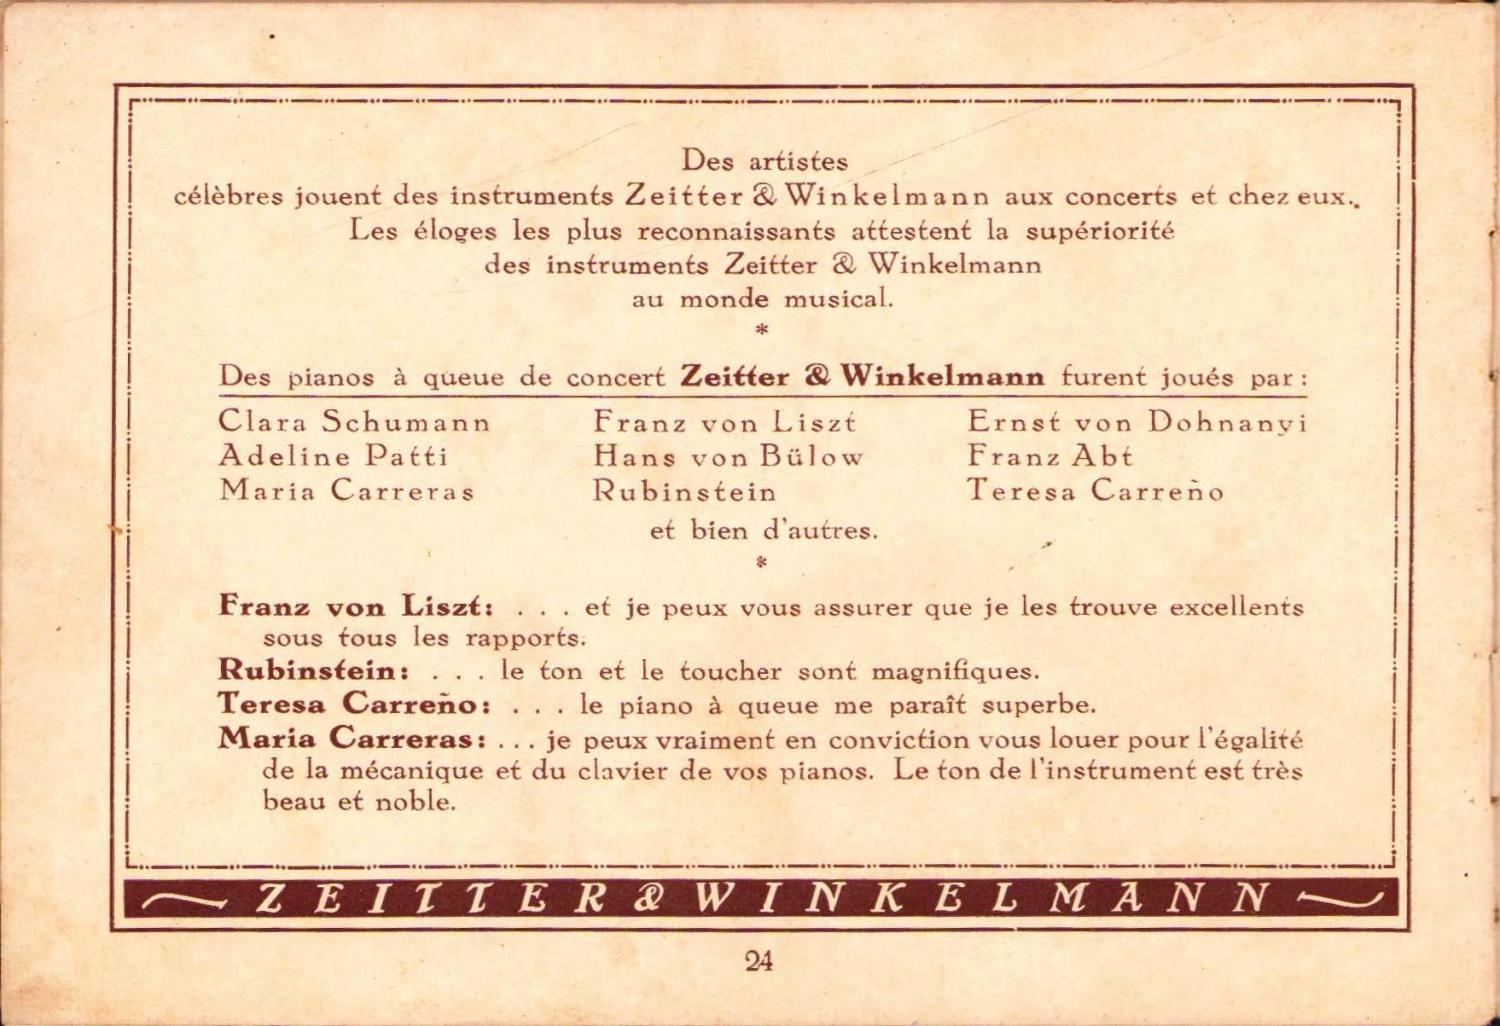 Des artistes
célèbres jouent des instruments Zeitter & Winkelmann aux concerts et chez eux.
Les éloges les plus reconnaissants attestent la supériorité
des instruments Zeitter & Winkelmann
au monde musical.
*
Des pianos à queue de concert Zeitter & Winkelmann furent joués par:
Clara Schumann Franz von Liszt Ernst von Dohnanyi
Adeline Patti Hans von Bülow Franz Abt
Maria Carreras Rubinstein Teresa Carreño
et bien d'autres.
*
Franz von Liszt: . . . et je peux vous assurer que je les trouve excellents
sous tous les rapports.
Rubinstein: . . . le ton et le toucher sont magnifiques.
Teresa Carreño: . . . le piano à queue me paraît superbe.
Maria Carreras: . . . je peux vraiment en conviction vous louer pour l'égalité
de la mécanique et du clavier de vos pianos. Le ton de l'instrument est très
beau et noble.
ZEITTER & WINKELMANN
24